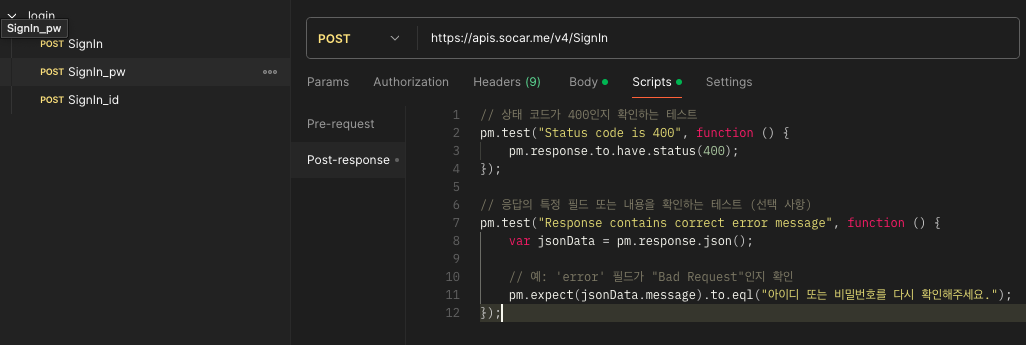 login
SignIn_pw
POST SignIn
POST SignIn_pw
POST SignIn_id
POST https://apis.socar.me/v4/SignIn
Params Authorization Headers (9) Body Scripts Settings
Pre-request
Post-response
1 // 상태 코드가 400인지 확인하는 테스트
2 pm.test("Status code is 400", function () {
3 pm.response.to.have.status(400);
4 });
5
6 // 응답의 특정 필드 또는 내용을 확인하는 테스트 (선택 사항)
7 pm.test("Response contains correct error message", function () {
8 var jsonData = pm.response.json();
9
10 // 예: 'error' 필드가 "Bad Request"인지 확인
11 pm.expect(jsonData.message).to.eql("아이디 또는 비밀번호를 다시 확인해주세요.");
12 });